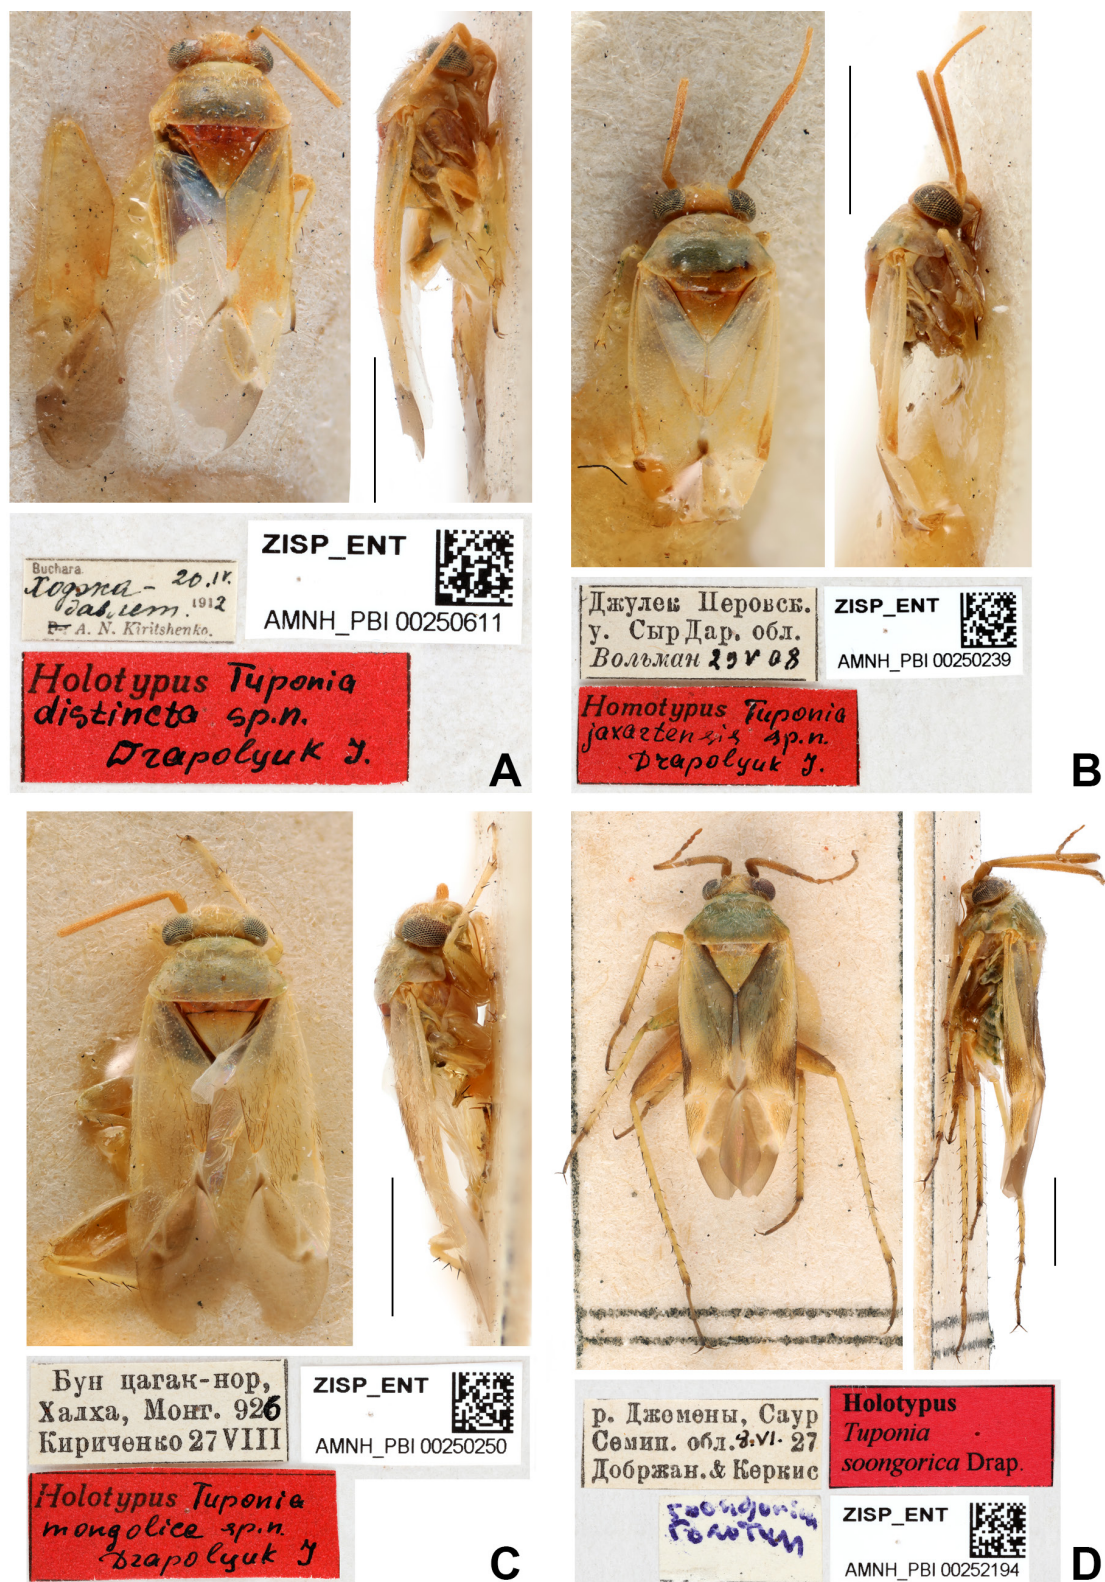 Buchara.
Ходжа- 20.IV.
давлет. 1912
A. N. Kiritshenko.
ZISP_ENT
AMNH_PBI 00250611
Holotypus Tuponia
distincta sp.n.
Drapolyuk J.
A
Джулек Перовск.
у. Сыр Дар. обл.
Вольман 29 V 08
ZISP_ENT
AMNH_PBI 00250239
Homotypus Tuponia
jaxartensis sp.n.
Drapolyuk J.
B
Бун цагак-нор,
Халха, Монг. 926
Кириченко 27 VIII
ZISP_ENT
AMNH_PBI 00250250
Holotypus Tuponia
mongolica sp.n.
Drapolyuk J
C
р. Джемены, Саур
Семип. обл. 8.VI. 27
Добржан. & Керкис
Holotypus
Tuponia
soongorica Drap.
ZISP_ENT
AMNH_PBI 00252194
D